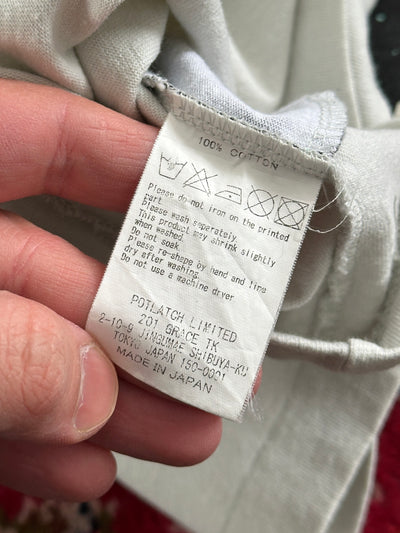 100% COTTON
Please do not iron on the printed
part.
Please wash separately.
This product may shrink slightly
when washed.
Do not soak.
Please re-shape by hand and line
dry after washing.
Do not use a machine dryer
POTLATCH LIMITED
201 GRACE TK
2-10-9 JINGUMAE SHIBUYA-KU
TOKYO JAPAN 150-0001
MADE IN JAPAN